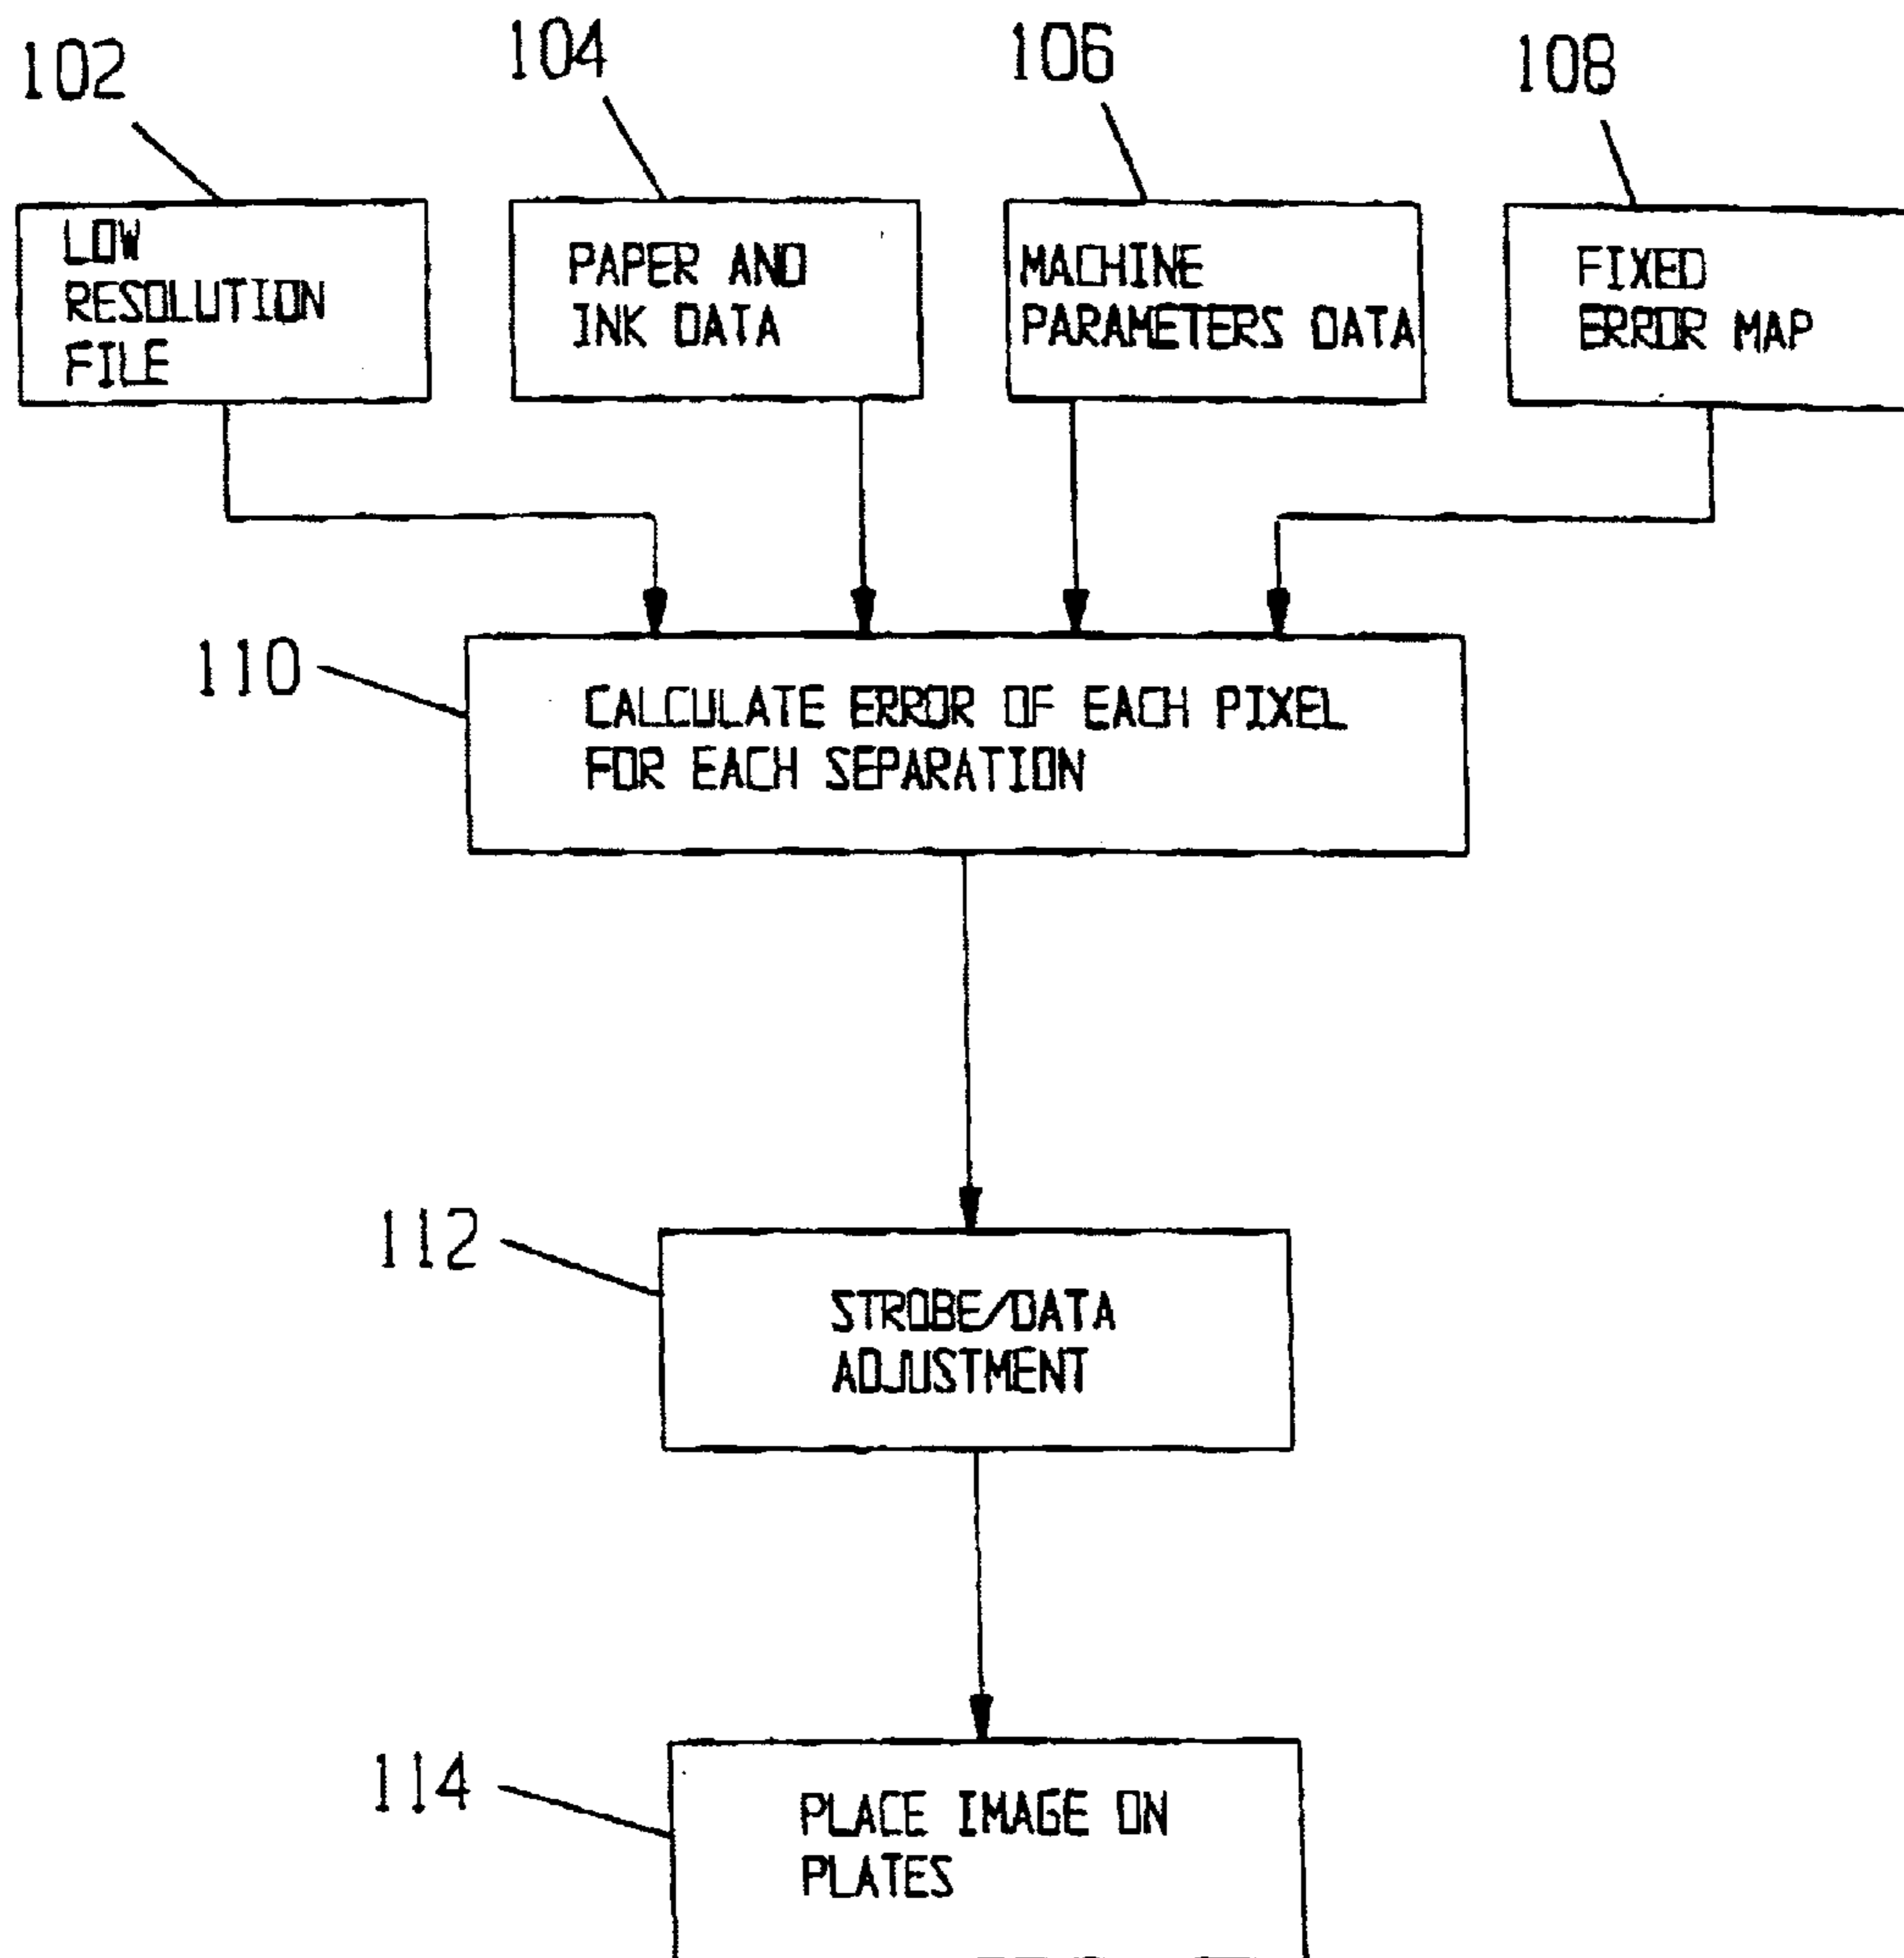 102
104
106
108
LOW
RESOLUTION
FILE
PAPER AND
INK DATA
MACHINE
PARAMETERS DATA
FIXED
ERROR MAP
110
CALCULATE ERROR OF EACH PIXEL
FOR EACH SEPARATION
112
STROBE/DATA
ADJUSTMENT
114
PLACE IMAGE ON
PLATES